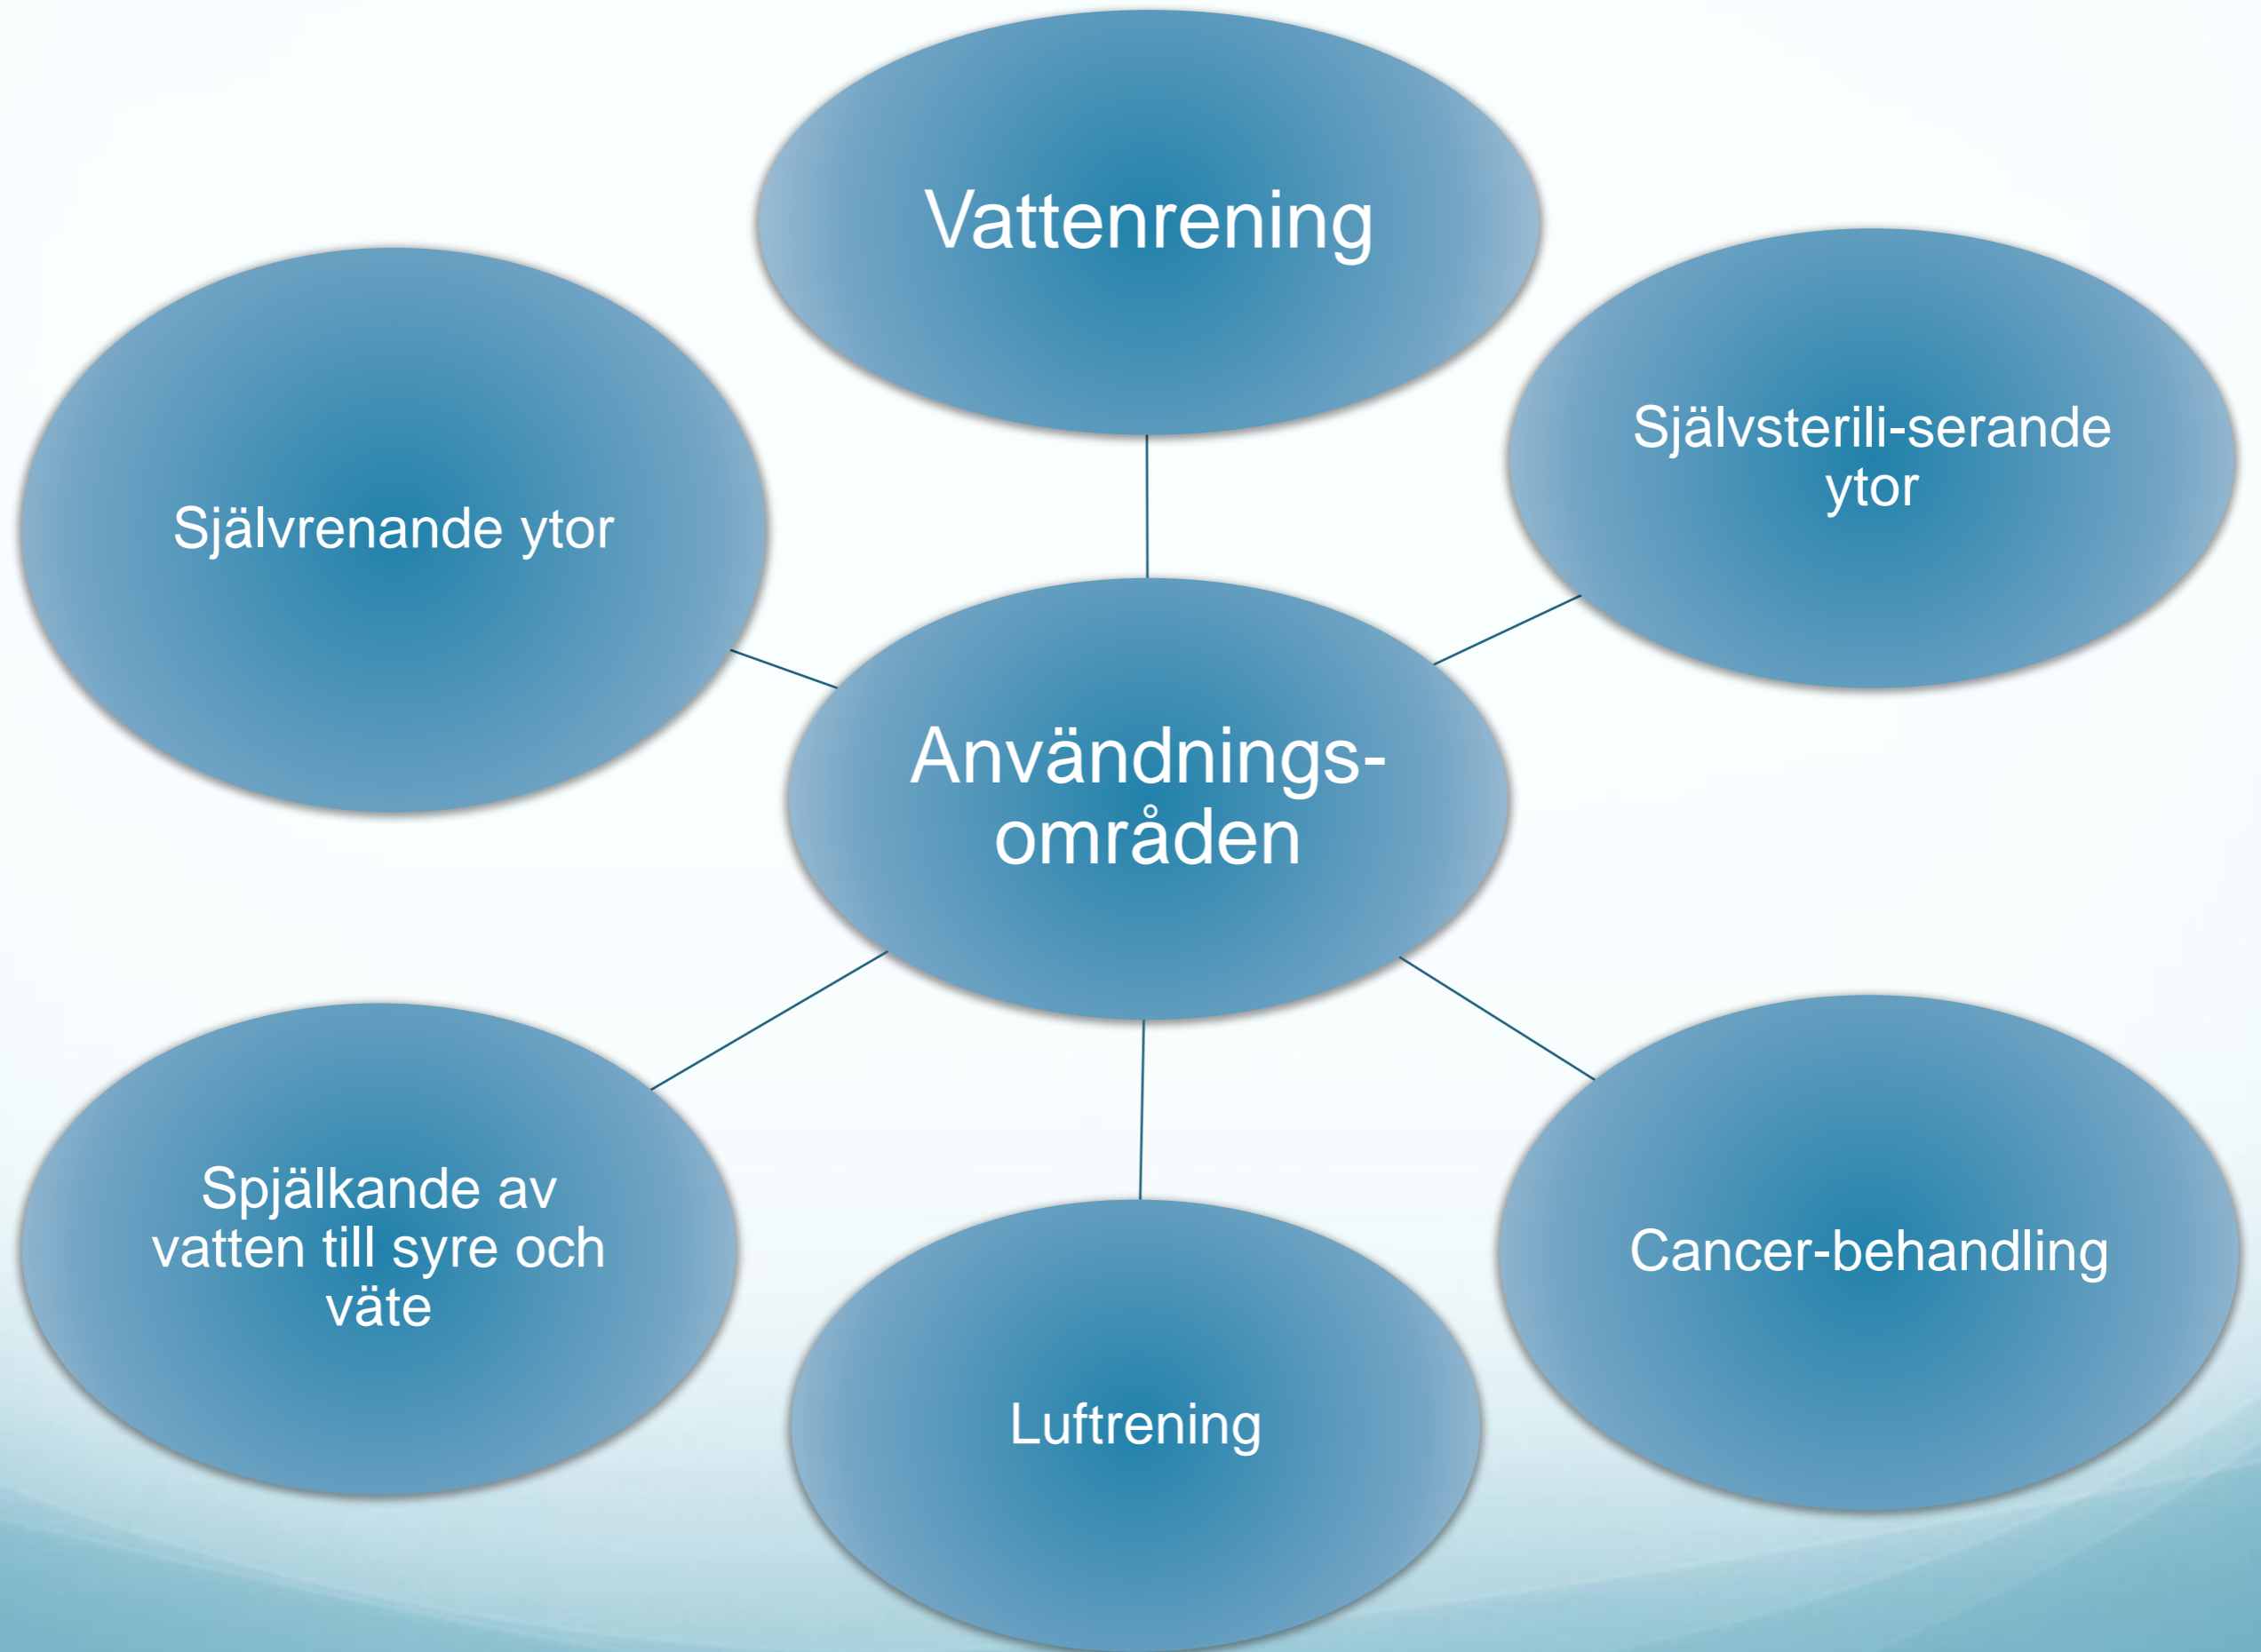 Vattenrening
Självsterili-serande
ytor
Självrenande ytor
Användnings-
områden
Spjälkande av
vatten till syre och
väte
Cancer-behandling
Luftrening